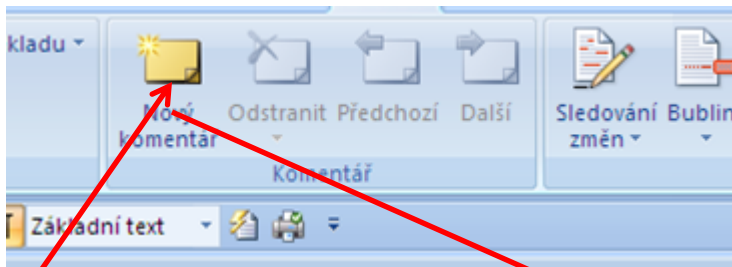 kladu
Nový komentář
Odstranit
Předchozí
Další
Sledování změn
Bublin
Komentář
Základní text